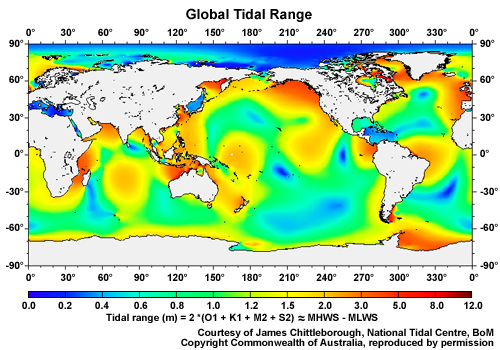 Global Tidal Range
0° 30° 60° 90° 120° 150° 180° 210° 240° 270° 300° 330° 0°
90° 90°
60° 60°
30° 30°
0° 0°
-30° -30°
-60° -60°
-90° -90°
0° 30° 60° 90° 120° 150° 180° 210° 240° 270° 300° 330° 0°
0.0 0.2 0.4 0.6 0.8 1.0 1.2 1.6 2.0 3.0 5.0 8.0 12.0
Tidal range (m) = 2 *(O1 + K1 + M2 + S2) ≈ MHWS - MLWS
Courtesy of James Chittleborough, National Tidal Centre, BoM
Copyright Commonwealth of Australia, reproduced by permission